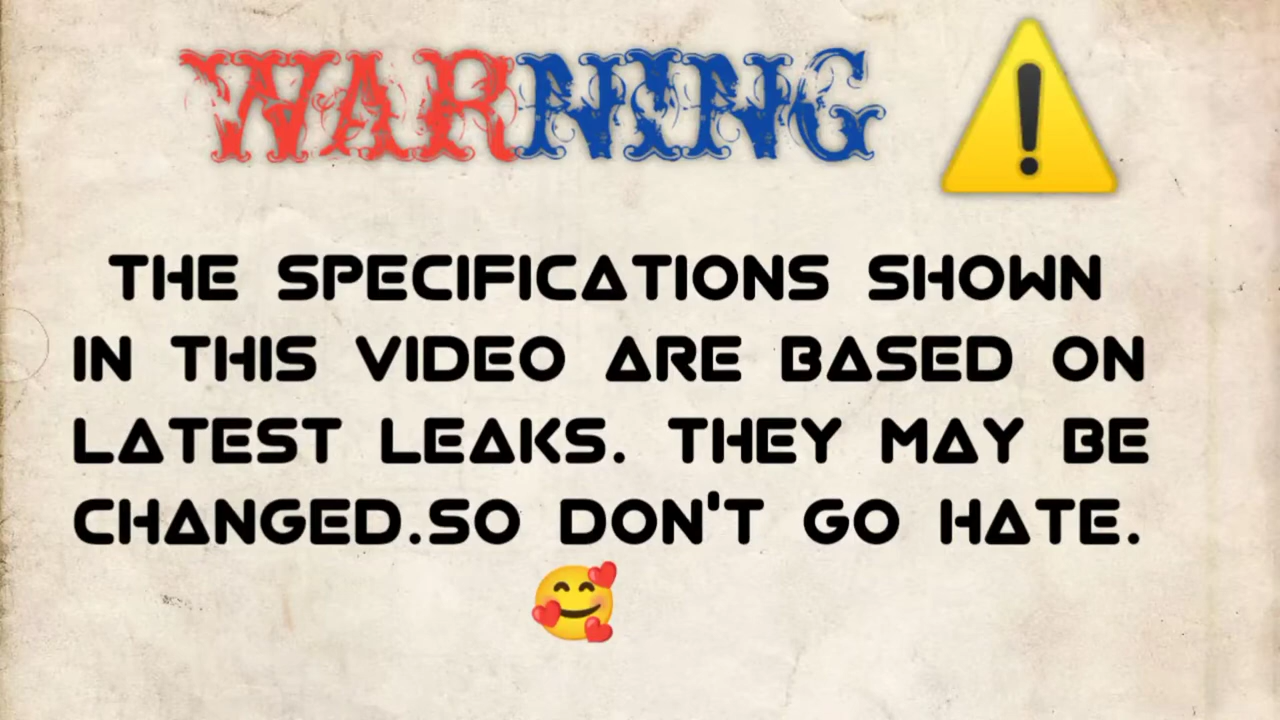 WARNING ⚠️
THE SPECIFICATIONS SHOWN
IN THIS VIDEO ARE BASED ON
LATEST LEAKS. THEY MAY BE
CHANGED.SO DON'T GO HATE.
🥰